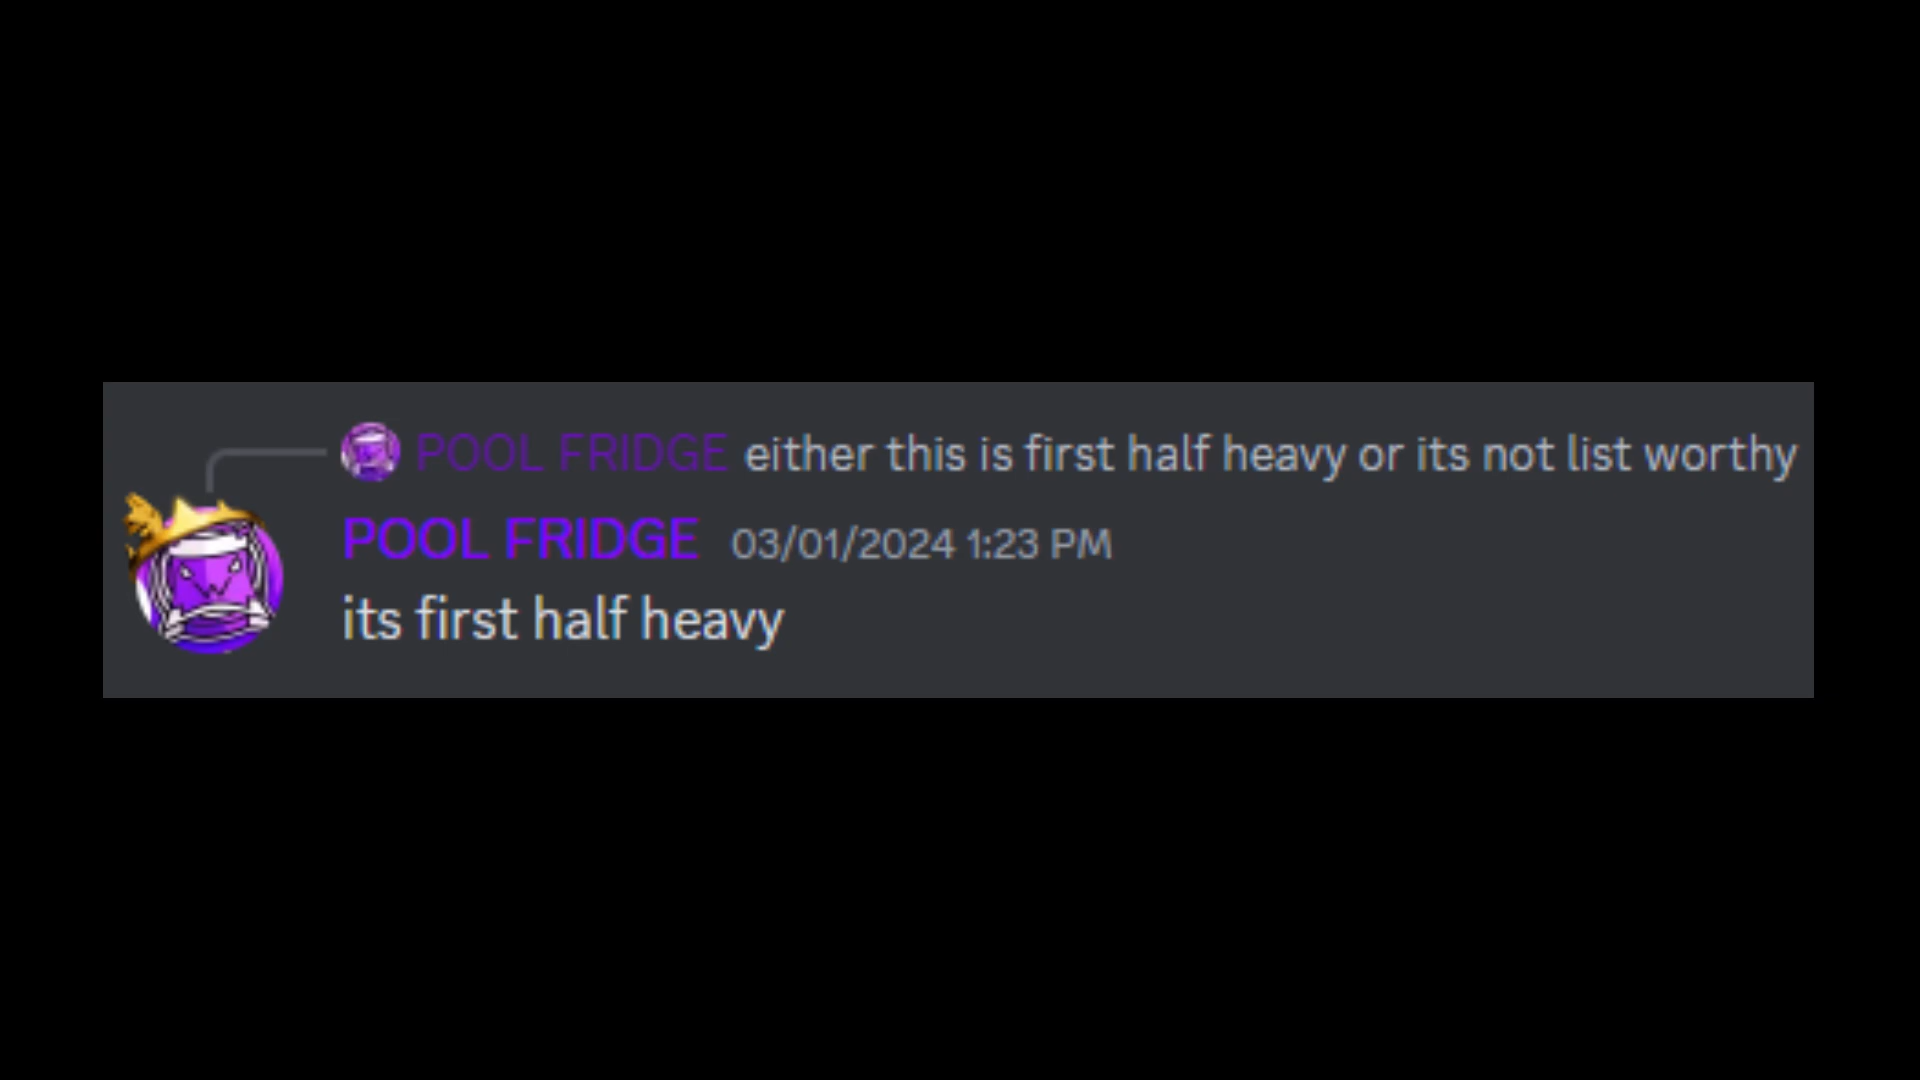 POOL FRIDGE either this is first half heavy or its not list worthy
POOL FRIDGE 03/01/2024 1:23 PM
its first half heavy